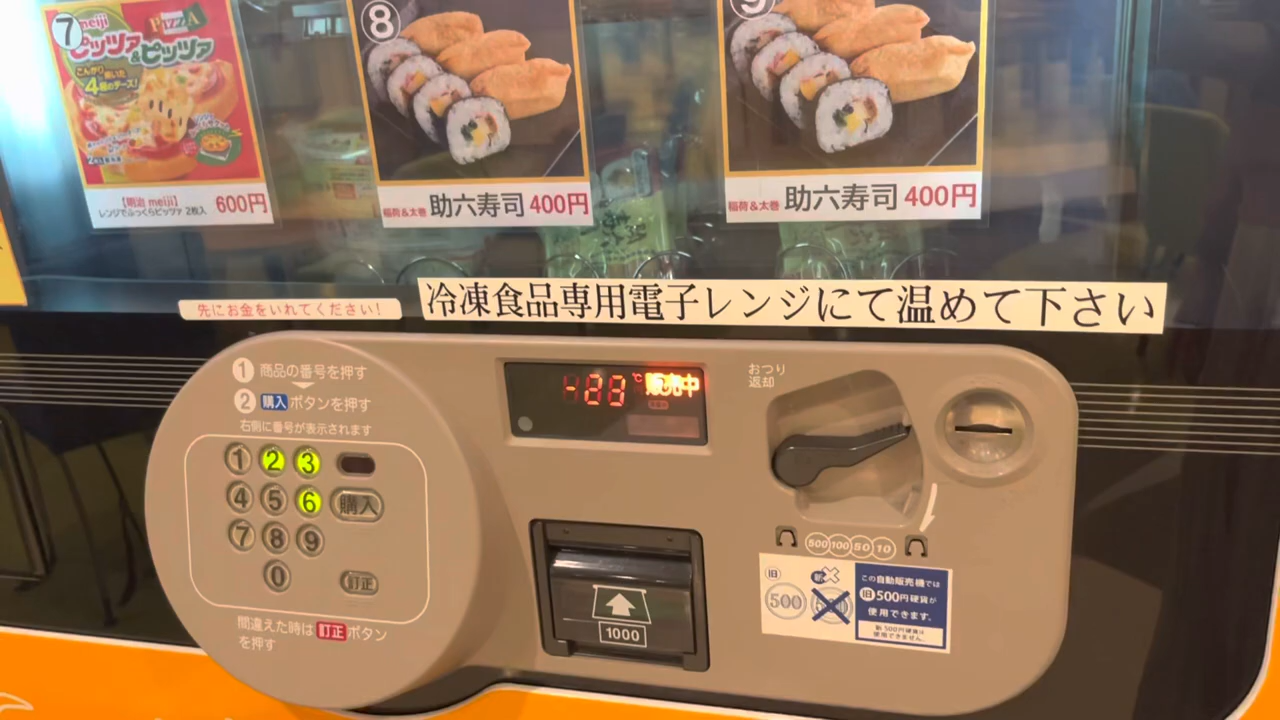 7
meiji
PIZZA
ピッツァ&ピッツァ
こんがり焼いた
4種のチーズ!
【明治 meiji】
レンジでふっくらピッツァ 2枚入 600円
8
稲荷&太巻 助六寿司 400円
9
稲荷&太巻 助六寿司 400円
先にお金をいれてください!
冷凍食品専用電子レンジにて温めて下さい
1 商品の番号を押す
2 購入ボタンを押す
右側に番号が表示されます
1 2 3
4 5 6 購入
7 8 9
0 訂正
間違えた時は訂正ボタン
を押す
-22℃ 販売中
1000
おつり
返却
500 100 50 10
旧
500
新
この自動販売機では
旧500円硬貨が
使用できます。
新500円硬貨は
使用できません。